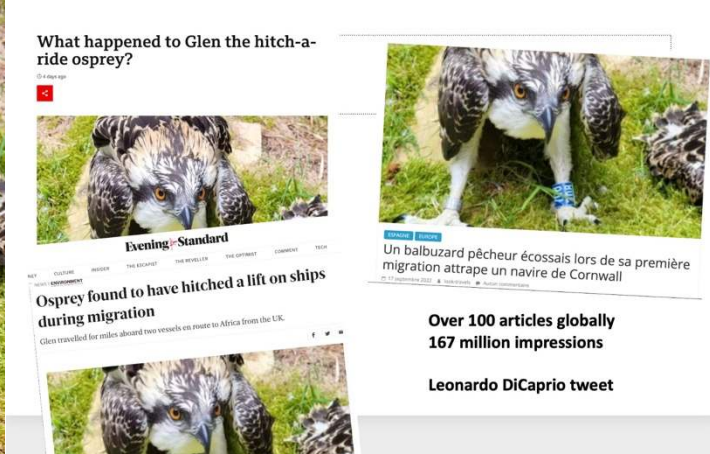 What happened to Glen the hitch-a-
ride osprey?
4 days ago
Evening Standard
CULTURE INSIDER THE ESCAPIST THE REVELLER THE OPTIMIST COMMENT TECH
NEWS | ENVIRONMENT
Osprey found to have hitched a lift on ships
during migration
Glen travelled for miles aboard two vessels en route to Africa from the UK.
ESPAGNE EUROPE
Un balbuzard pêcheur écossais lors de sa première
migration attrape un navire de Cornwall
17 septembre 2022 Aucun commentaire
Over 100 articles globally
167 million impressions
Leonardo DiCaprio tweet